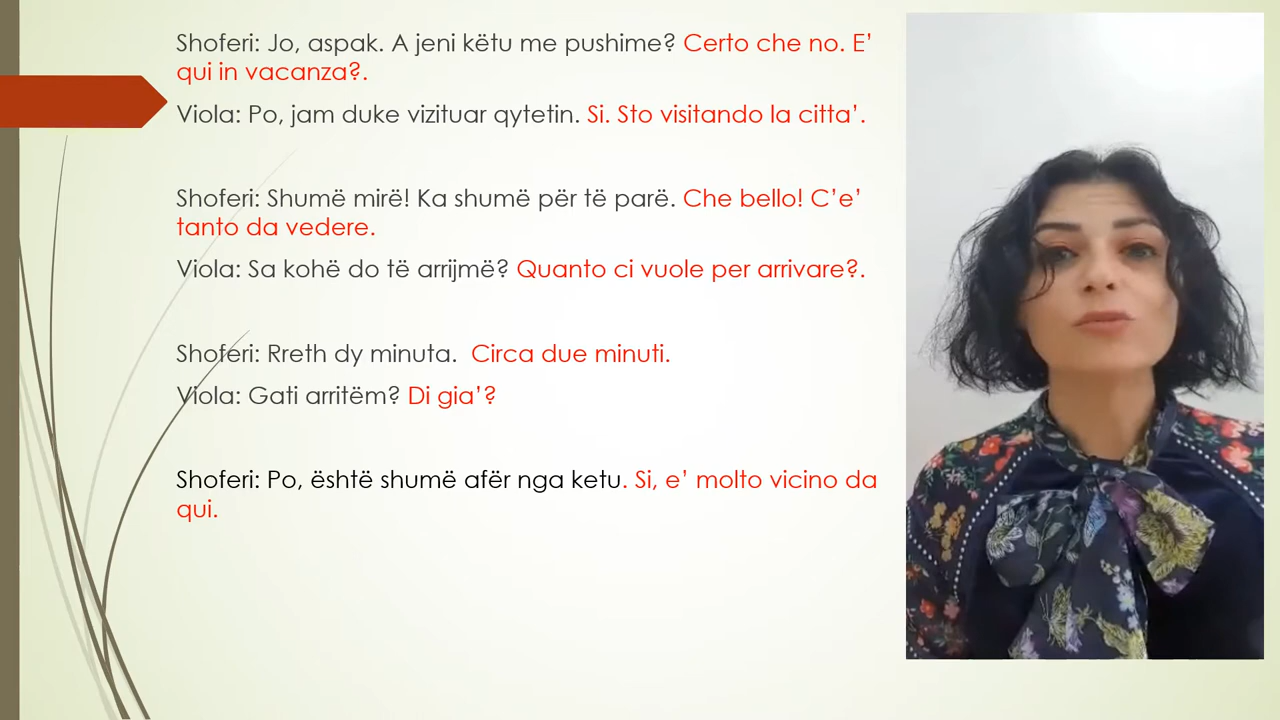 Shoferi: Jo, aspak. A jeni këtu me pushime? Certo che no. E’
qui in vacanza?.
Viola: Po, jam duke vizituar qytetin. Si. Sto visitando la citta’.
Shoferi: Shumë mirë! Ka shumë për të parë. Che bello! C’e’
tanto da vedere.
Viola: Sa kohë do të arrijmë? Quanto ci vuole per arrivare?.
Shoferi: Rreth dy minuta.  Circa due minuti.
Viola: Gati arritëm? Di gia’?
Shoferi: Po, është shumë afër nga ketu. Si, e’ molto vicino da
qui.